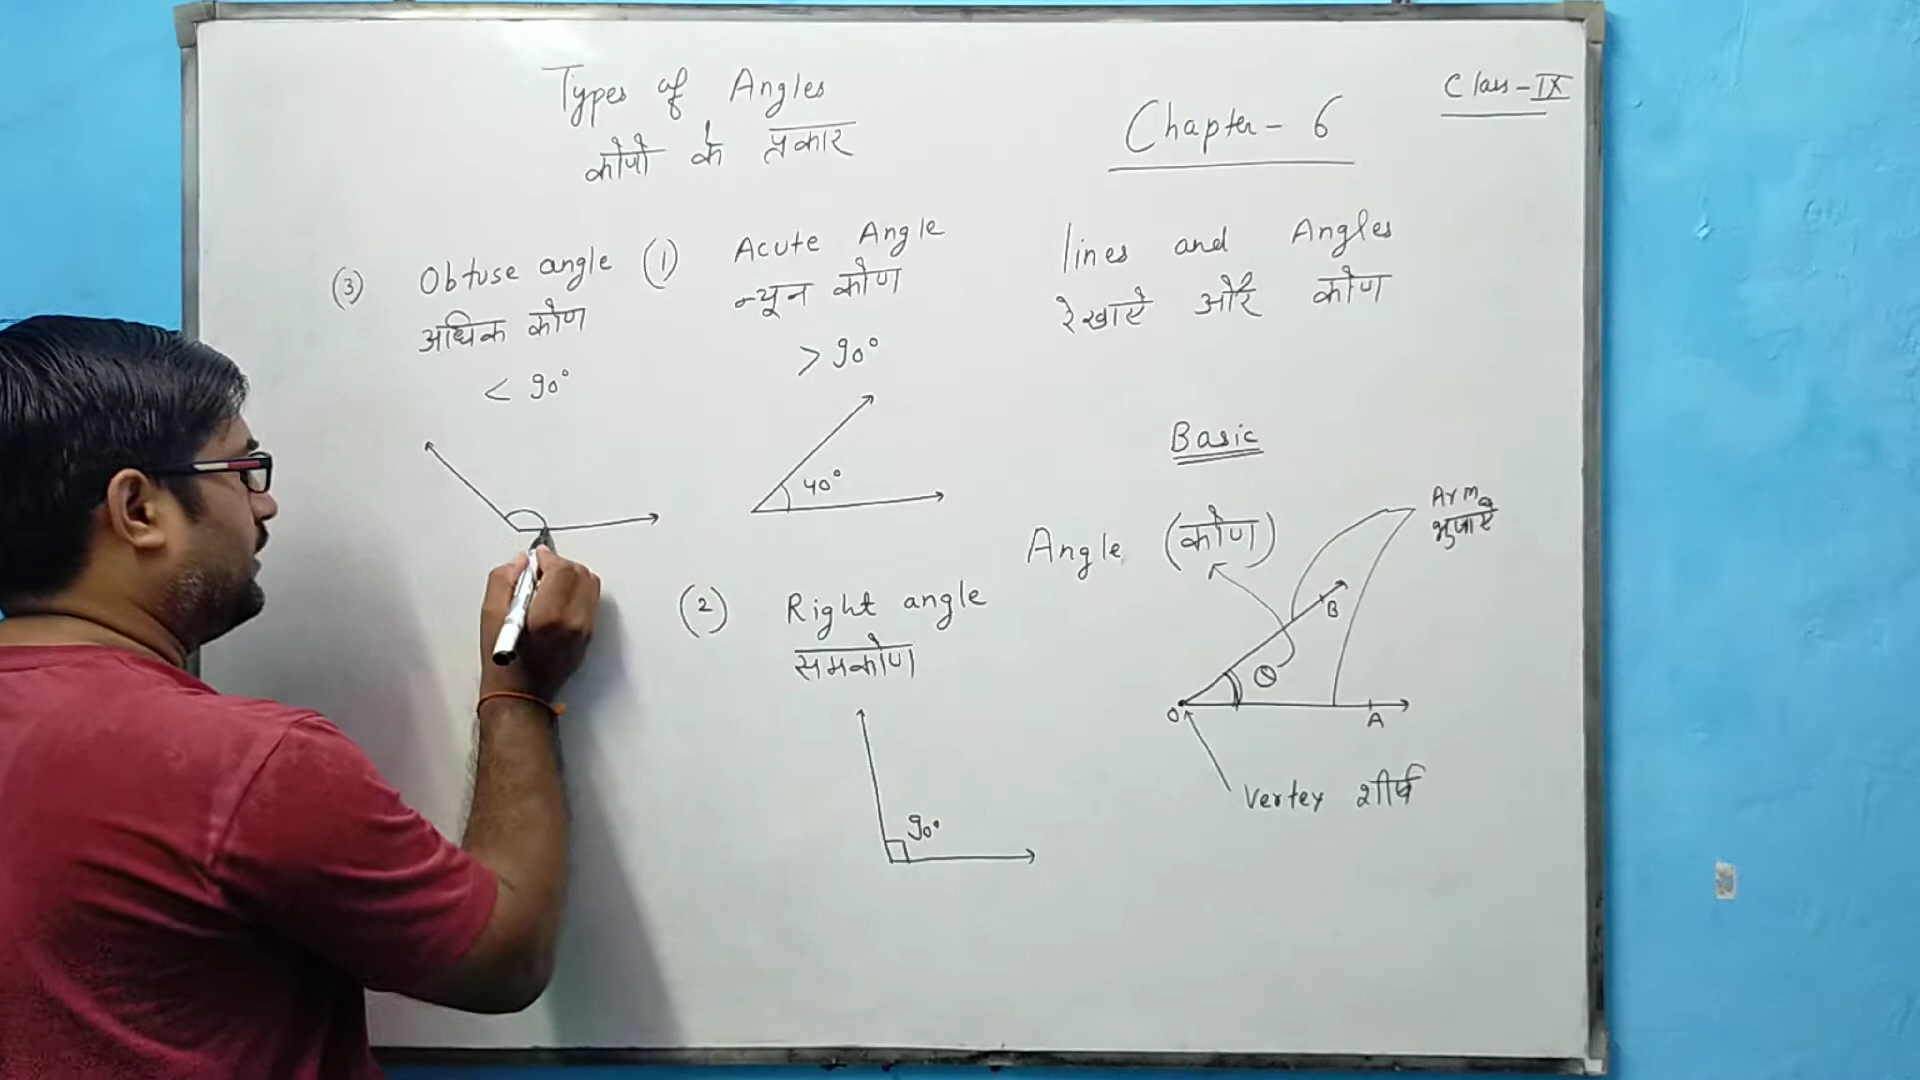 Types of Angles
कोणो के प्रकार
(3) Obtuse angle
अधिक कोण
< 90°
(1) Acute Angle
न्यून कोण
> 90°
40°
(2) Right angle
समकोण
90°
Class-IX
Chapter- 6
lines and Angles
रेखाऐ और कोण
Basic
Angle (कोण)
Arms
भुजाऐ
B
θ
O
A
Vertex शीर्ष